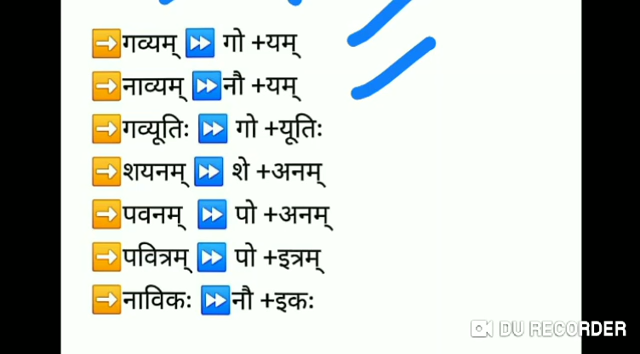 ➡️गव्यम् ⏩ गो +यम्
➡️नाव्यम् ⏩नौ +यम्
➡️गव्यूतिः ⏩ गो +यूतिः
➡️शयनम् ⏩ शे +अनम्
➡️पवनम् ⏩ पो +अनम्
➡️पवित्रम् ⏩ पो +इत्रम्
➡️नाविकः ⏩नौ +इकः
DU RECORDER